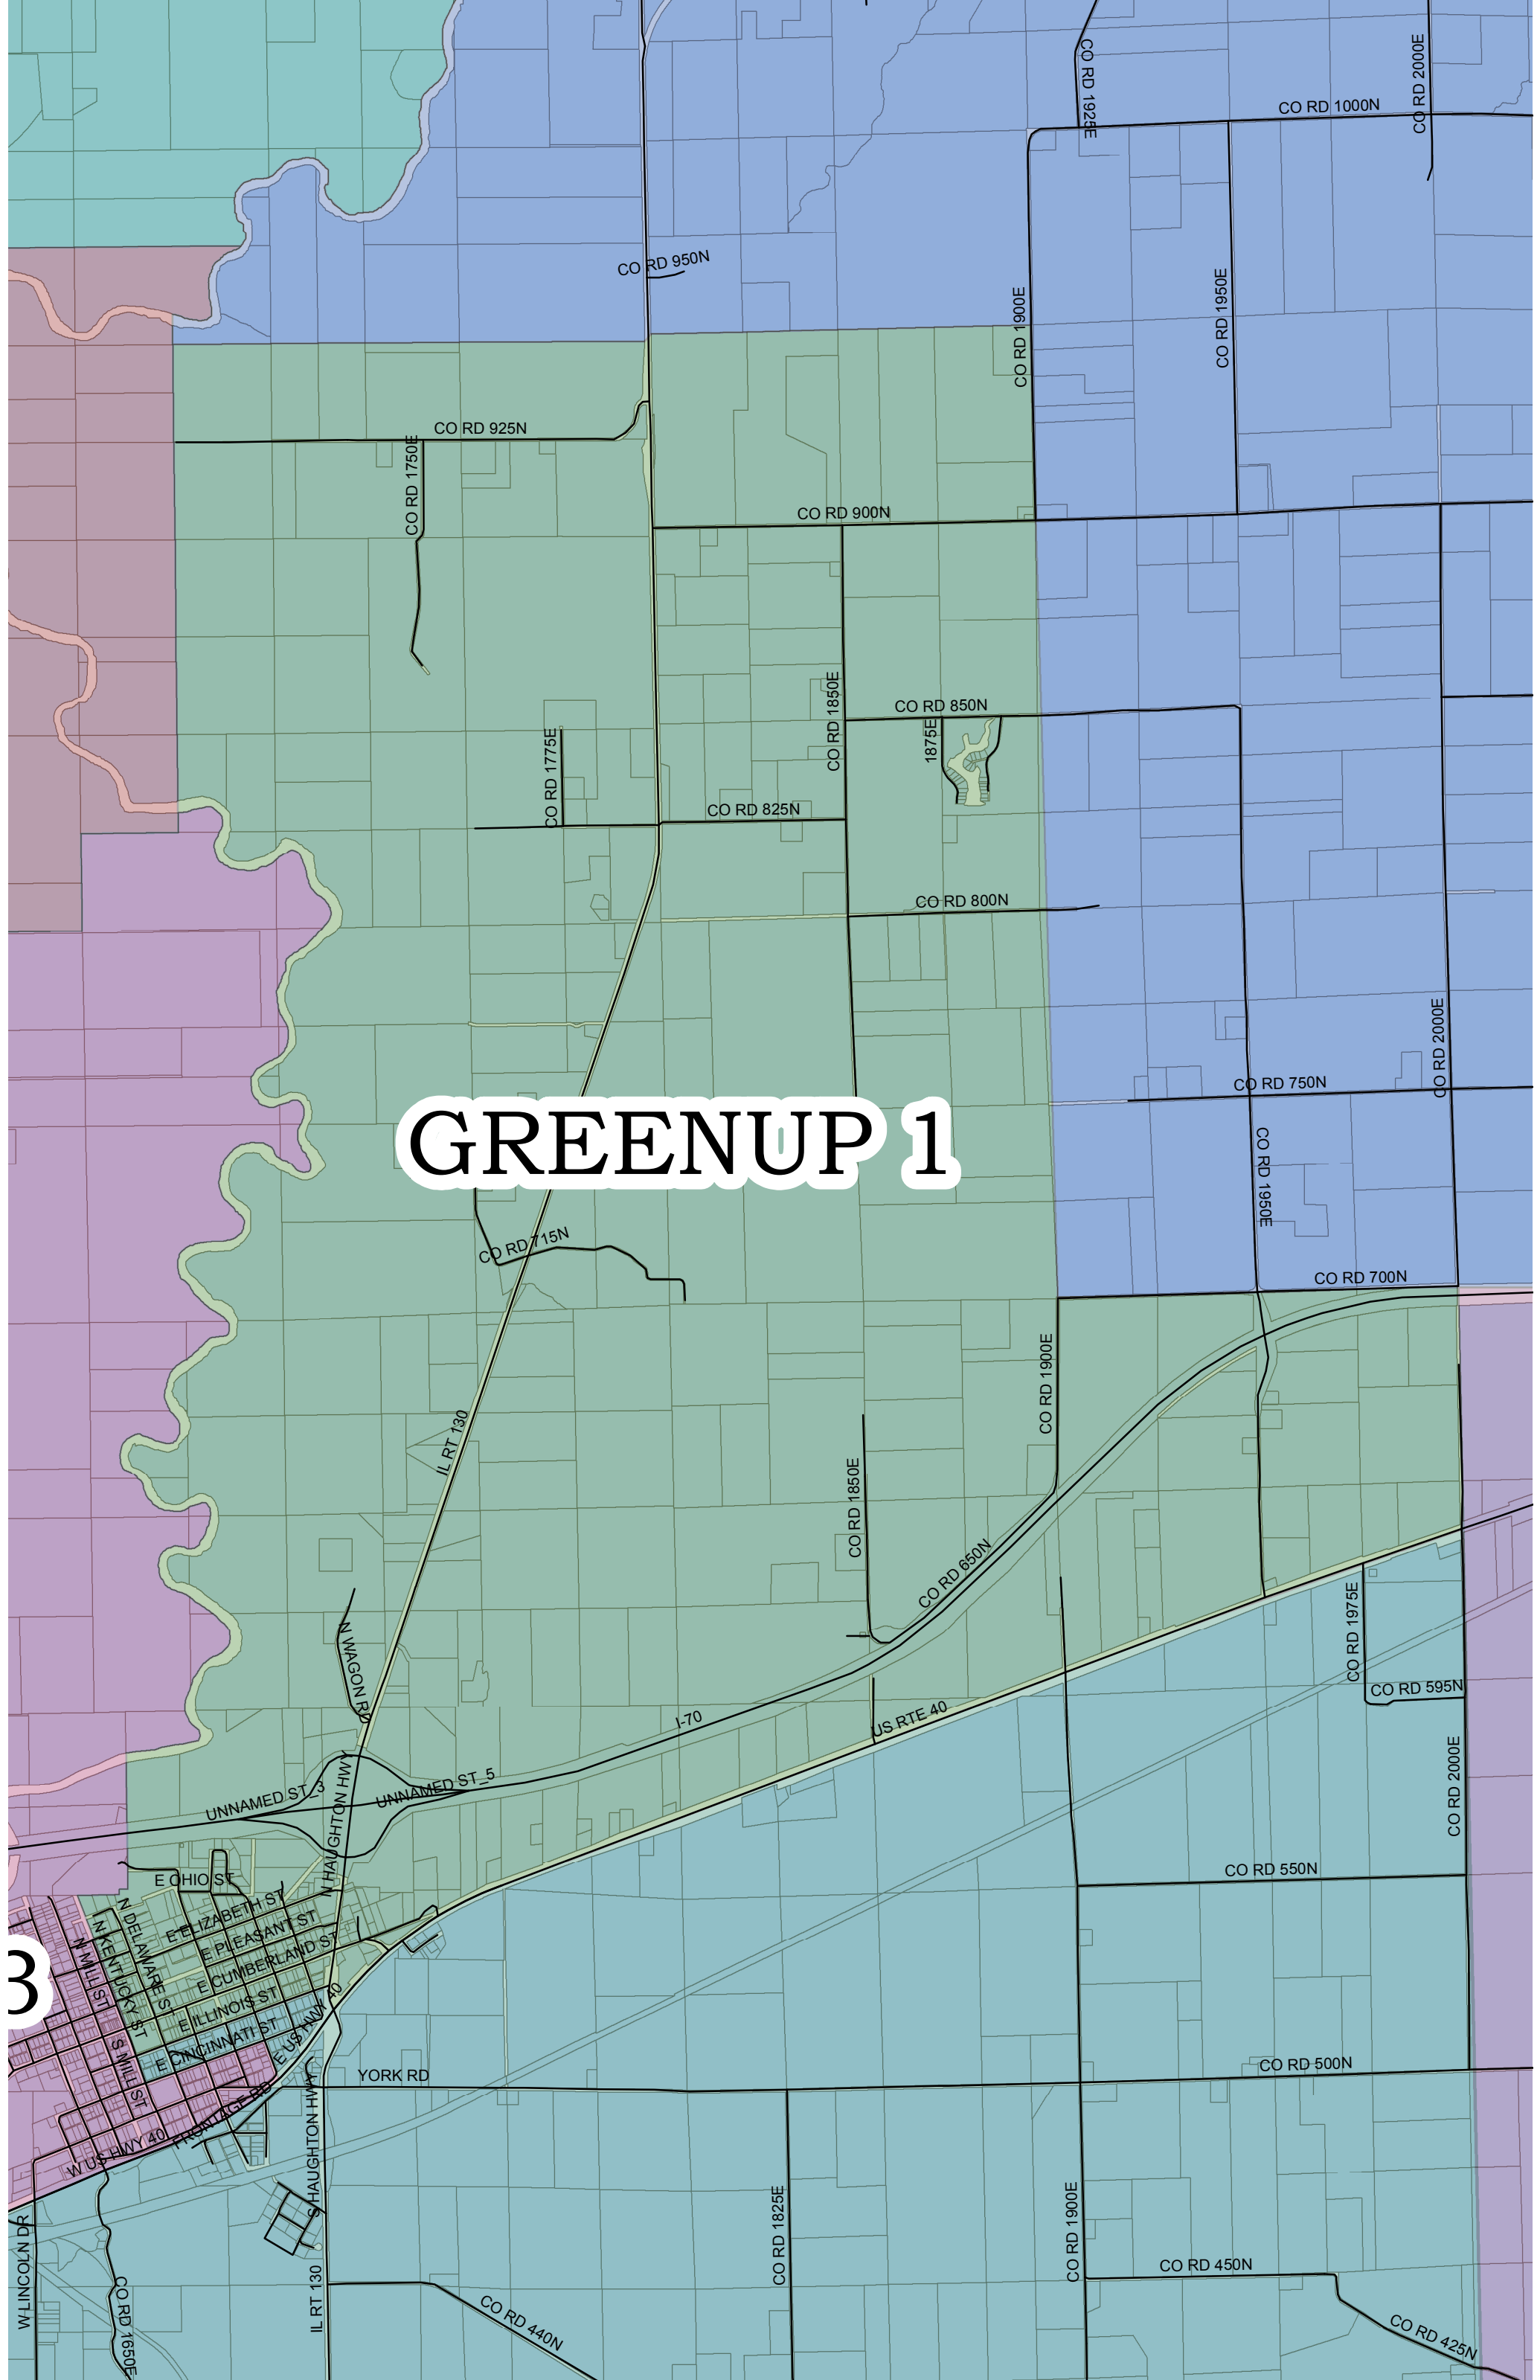 CO RD 1925E
CO RD 2000E
CO RD 1000N
CO RD 950N
CO RD 1900E
CO RD 1950E
CO RD 925N
CO RD 1750E
CO RD 900N
CO RD 1850E
CO RD 850N
1875E
CO RD 1775E
CO RD 825N
CO RD 800N
CO RD 2000E
CO RD 750N
GREENUP 1
CO RD 1950E
CO RD 715N
CO RD 700N
CO RD 1900E
IL RT 130
CO RD 1850E
CO RD 650N
CO RD 1975E
N WAGON RD
CO RD 595N
I-70
US RTE 40
CO RD 2000E
UNNAMED ST_3
UNNAMED ST_5
N HAUGHTON HWY
CO RD 550N
E OHIO ST
E ELIZABETH ST
E PLEASANT ST
E CUMBERLAND ST
N DELAWARE ST
N KENTUCKY ST
N MILL ST
3
E ILLINOIS ST
E CINCINNATI ST
E US HWY 40
S MILL ST
YORK RD
CO RD 500N
FRONTAGE RD
W US HWY 40
S HAUGHTON HWY
CO RD 1825E
CO RD 1900E
W LINCOLN DR
CO RD 1650E
IL RT 130
CO RD 440N
CO RD 450N
CO RD 425N